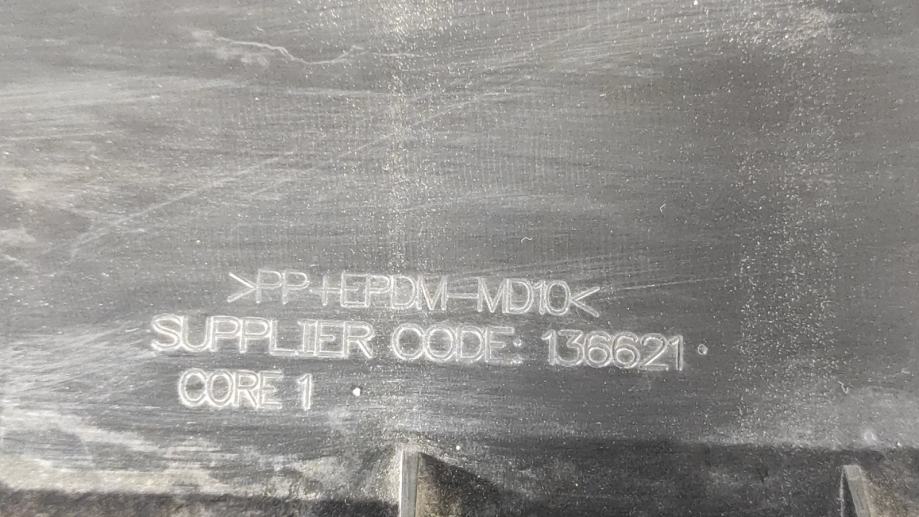 >PP+EPDM-MD10<
SUPPLIER CODE: 136621
CORE 1